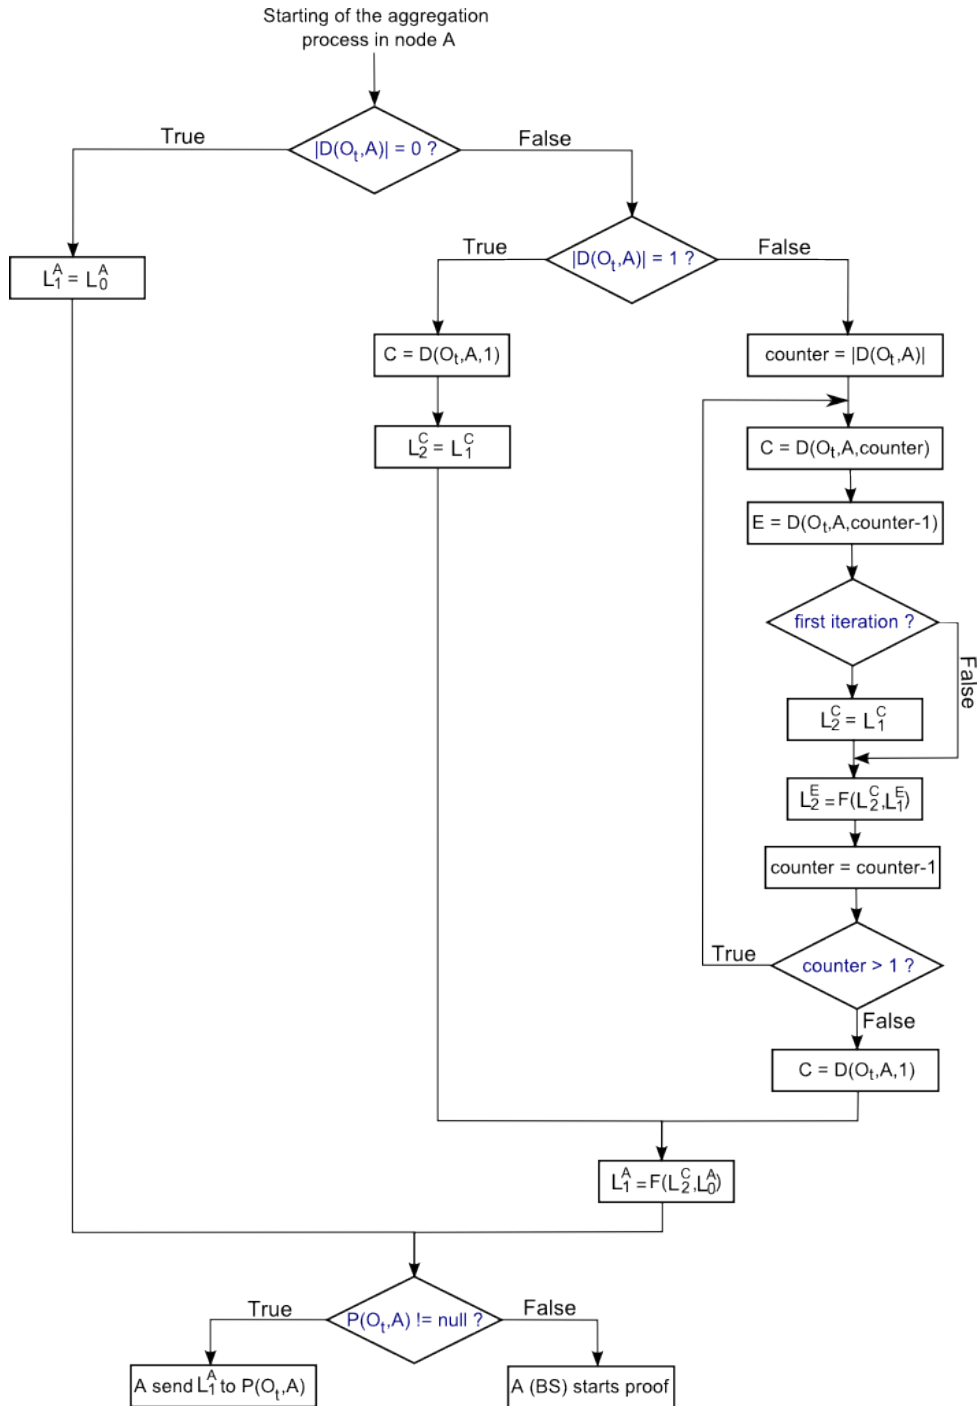 Starting of the aggregation
process in node A
True
|D(Oₜ,A)| = 0 ?
False
True
|D(Oₜ,A)| = 1 ?
False
L₁ᴬ = L₀ᴬ
C = D(Oₜ,A,1)
counter = |D(Oₜ,A)|
L₂ᶜ = L₁ᶜ
C = D(Oₜ,A,counter)
E = D(Oₜ,A,counter-1)
first iteration ?
False
L₂ᶜ = L₁ᶜ
L₂ᴱ = F(L₂ᶜ,L₁ᴱ)
counter = counter-1
True
counter > 1 ?
False
C = D(Oₜ,A,1)
L₁ᴬ = F(L₂ᶜ,L₀ᴬ)
True
P(Oₜ,A) != null ?
False
A send L₁ᴬ to P(Oₜ,A)
A (BS) starts proof